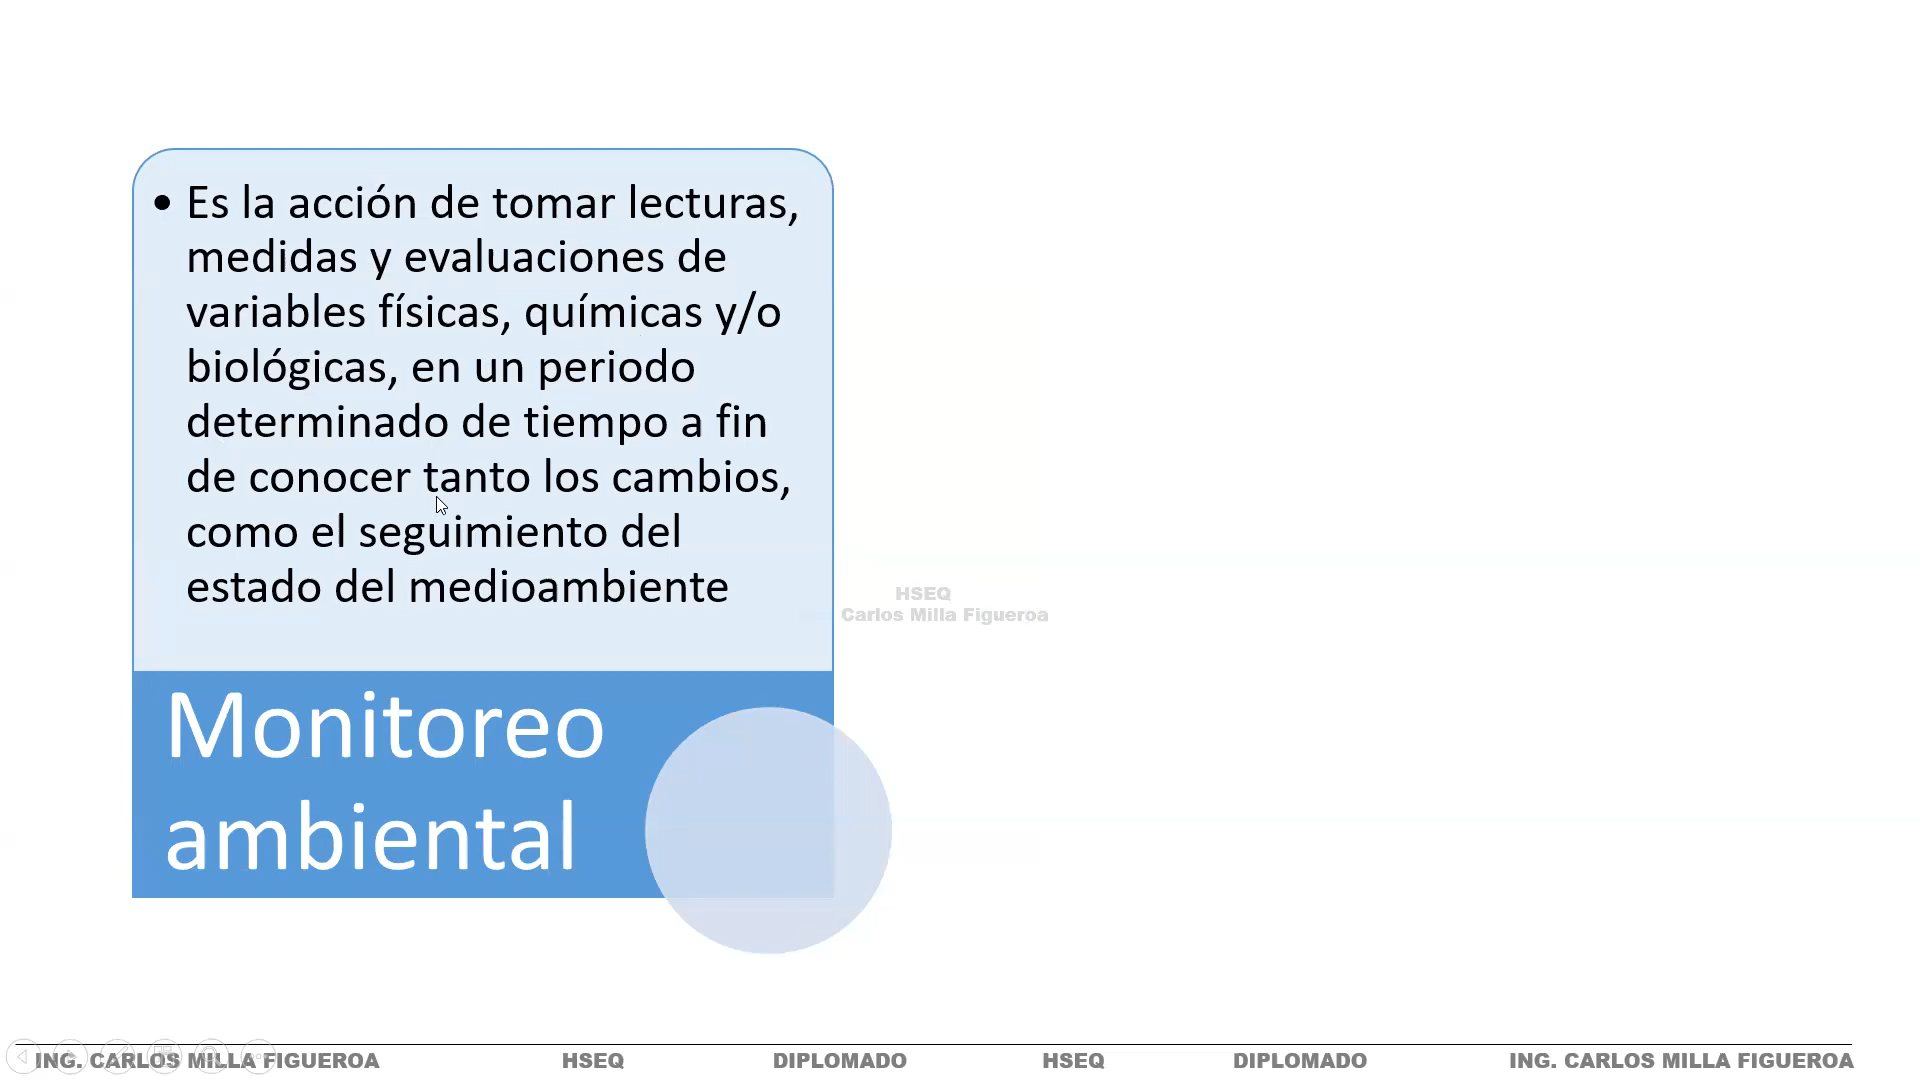 • Es la acción de tomar lecturas,
medidas y evaluaciones de
variables físicas, químicas y/o
biológicas, en un periodo
determinado de tiempo a fin
de conocer tanto los cambios,
como el seguimiento del
estado del medioambiente
HSEQ
Carlos Milla Figueroa
Monitoreo
ambiental
ING. CARLOS MILLA FIGUEROA HSEQ DIPLOMADO HSEQ DIPLOMADO ING. CARLOS MILLA FIGUEROA